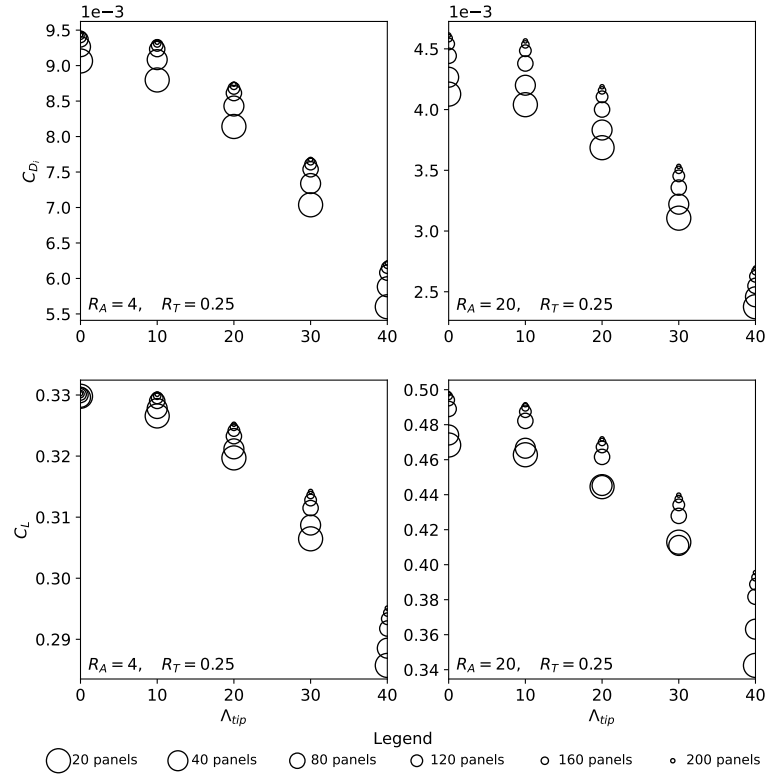 1e−3
9.5
9.0
8.5
8.0
7.5
7.0
6.5
6.0
5.5
C_{D_i}
R_A = 4, R_T = 0.25
0 10 20 30 40
1e−3
4.5
4.0
3.5
3.0
2.5
R_A = 20, R_T = 0.25
0 10 20 30 40
0.33
0.32
0.31
0.30
0.29
C_L
R_A = 4, R_T = 0.25
0 10 20 30 40
Λ_{tip}
0.50
0.48
0.46
0.44
0.42
0.40
0.38
0.36
0.34
R_A = 20, R_T = 0.25
0 10 20 30 40
Λ_{tip}
Legend
20 panels 40 panels 80 panels 120 panels 160 panels 200 panels